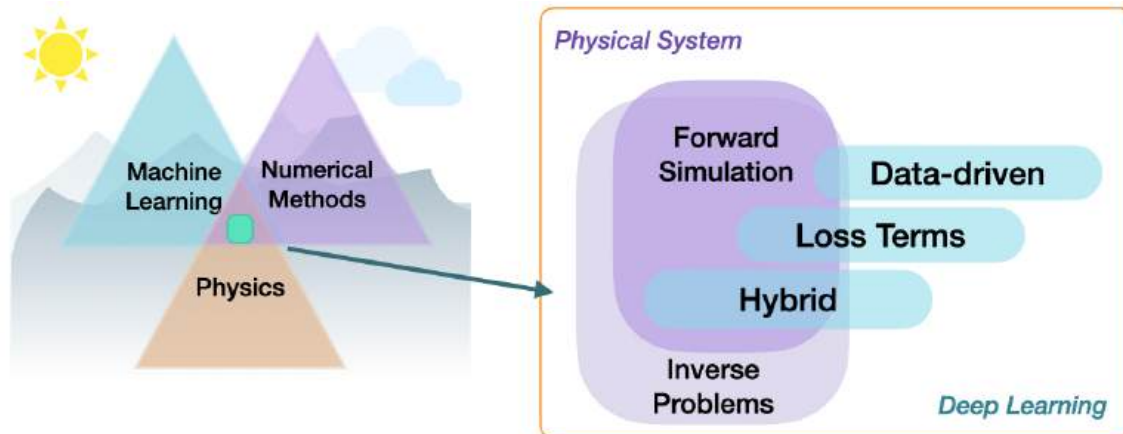 Machine
Learning
Numerical
Methods
Physics
Physical System
Forward
Simulation
Data-driven
Loss Terms
Hybrid
Inverse
Problems
Deep Learning